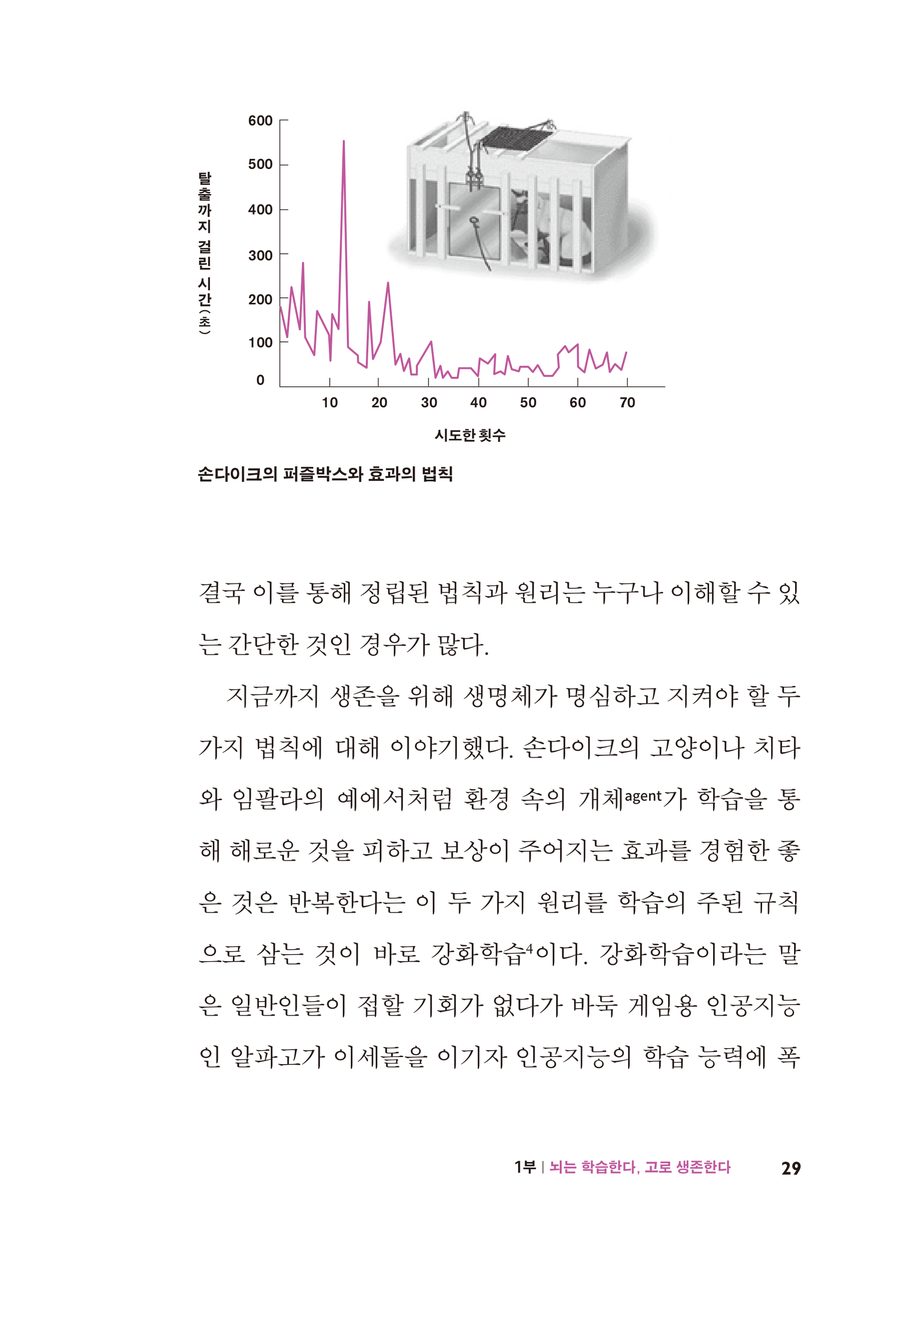 600
500
400
300
200
100
0
탈출까지 걸린 시간(초)
10 20 30 40 50 60 70
시도한 횟수
손다이크의 퍼즐박스와 효과의 법칙
결국 이를 통해 정립된 법칙과 원리는 누구나 이해할 수 있
는 간단한 것인 경우가 많다.
지금까지 생존을 위해 생명체가 명심하고 지켜야 할 두
가지 법칙에 대해 이야기했다. 손다이크의 고양이나 치타
와 임팔라의 예에서처럼 환경 속의 개체agent가 학습을 통
해 해로운 것을 피하고 보상이 주어지는 효과를 경험한 좋
은 것은 반복한다는 이 두 가지 원리를 학습의 주된 규칙
으로 삼는 것이 바로 강화학습4이다. 강화학습이라는 말
은 일반인들이 접할 기회가 없다가 바둑 게임용 인공지능
인 알파고가 이세돌을 이기자 인공지능의 학습 능력에 폭
1부 | 뇌는 학습한다, 고로 생존한다 29